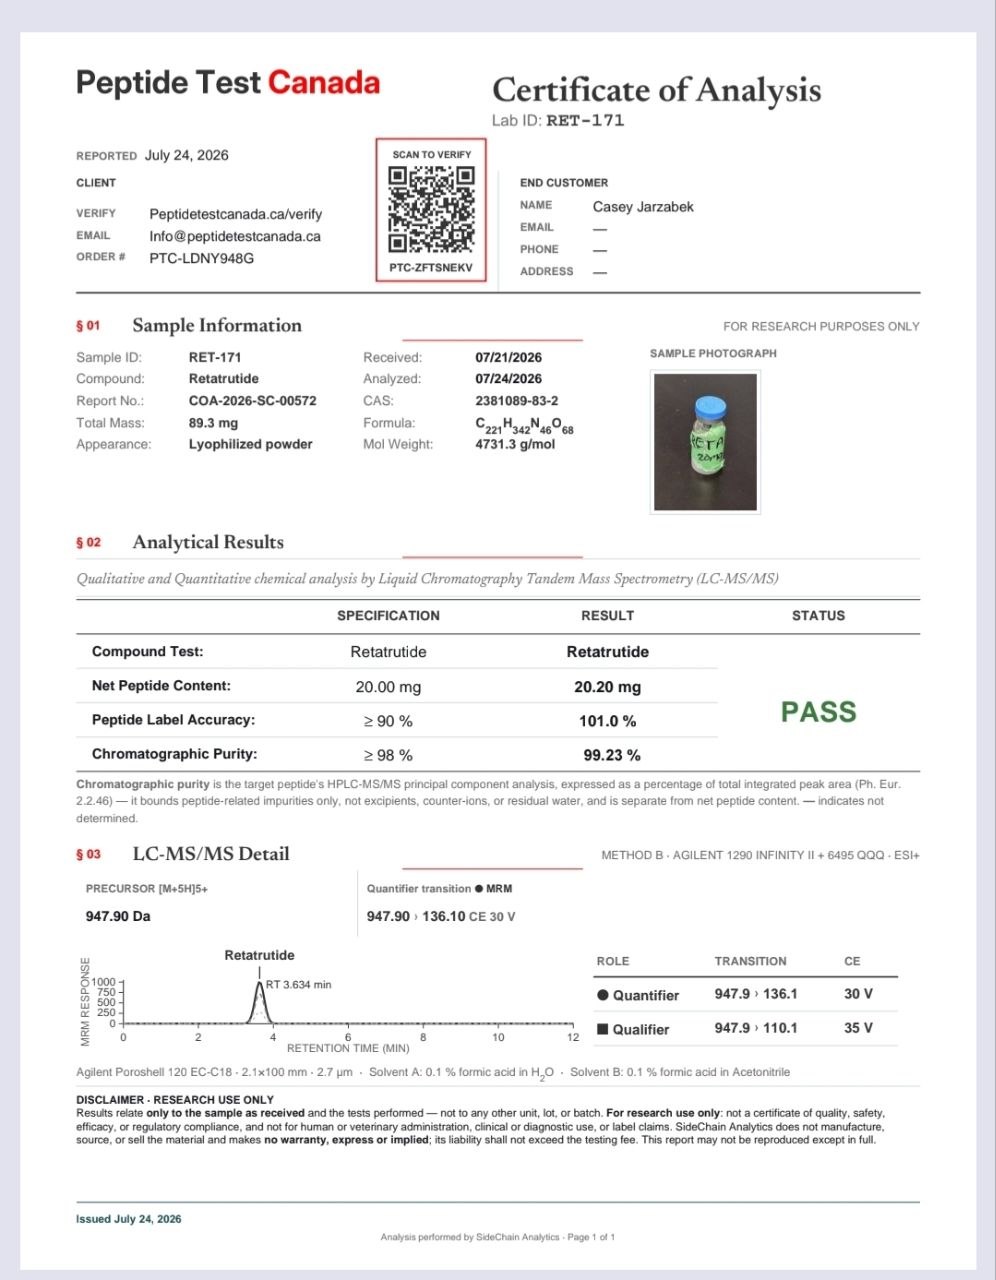 Peptide Test Canada
Certificate of Analysis
Lab ID: RET-171
REPORTED July 24, 2026
CLIENT
VERIFY Peptidetestcanada.ca/verify
EMAIL Info@peptidetestcanada.ca
ORDER # PTC-LDNY948G
SCAN TO VERIFY
PTC-ZFTSNEKV
END CUSTOMER
NAME Casey Jarzabek
EMAIL —
PHONE —
ADDRESS —
§ 01 Sample Information FOR RESEARCH PURPOSES ONLY
Sample ID: RET-171 Received: 07/21/2026
Compound: Retatrutide Analyzed: 07/24/2026
Report No.: COA-2026-SC-00572 CAS: 2381089-83-2
Total Mass: 89.3 mg Formula: C221H342N46O68
Appearance: Lyophilized powder Mol Weight: 4731.3 g/mol
SAMPLE PHOTOGRAPH
RETA
§ 02 Analytical Results
Qualitative and Quantitative chemical analysis by Liquid Chromatography Tandem Mass Spectrometry (LC-MS/MS)
SPECIFICATION RESULT STATUS
Compound Test: Retatrutide Retatrutide
Net Peptide Content: 20.00 mg 20.20 mg
PASS
Peptide Label Accuracy: ≥ 90 % 101.0 %
Chromatographic Purity: ≥ 98 % 99.23 %
Chromatographic purity is the target peptide's HPLC-MS/MS principal component analysis, expressed as a percentage of total integrated peak area (Ph. Eur.
2.2.46) — it bounds peptide-related impurities only, not excipients, counter-ions, or residual water, and is separate from net peptide content. — indicates not
determined.
§ 03 LC-MS/MS Detail METHOD B · AGILENT 1290 INFINITY II + 6495 QQQ · ESI+
PRECURSOR [M+5H]5+ Quantifier transition ● MRM
947.90 Da 947.90 › 136.10 CE 30 V
Retatrutide
RT 3.634 min
MRM RESPONSE
1000
750
500
250
0
0 2 4 6 8 10 12
RETENTION TIME (MIN)
ROLE TRANSITION CE
● Quantifier 947.9 › 136.1 30 V
■ Qualifier 947.9 › 110.1 35 V
Agilent Poroshell 120 EC-C18 · 2.1×100 mm · 2.7 µm · Solvent A: 0.1 % formic acid in H2O · Solvent B: 0.1 % formic acid in Acetonitrile
DISCLAIMER · RESEARCH USE ONLY
Results relate only to the sample as received and the tests performed — not to any other unit, lot, or batch. For research use only: not a certificate of quality, safety,
efficacy, or regulatory compliance, and not for human or veterinary administration, clinical or diagnostic use, or label claims. SideChain Analytics does not manufacture,
source, or sell the material and makes no warranty, express or implied; its liability shall not exceed the testing fee. This report may not be reproduced except in full.
Issued July 24, 2026
Analysis performed by SideChain Analytics · Page 1 of 1